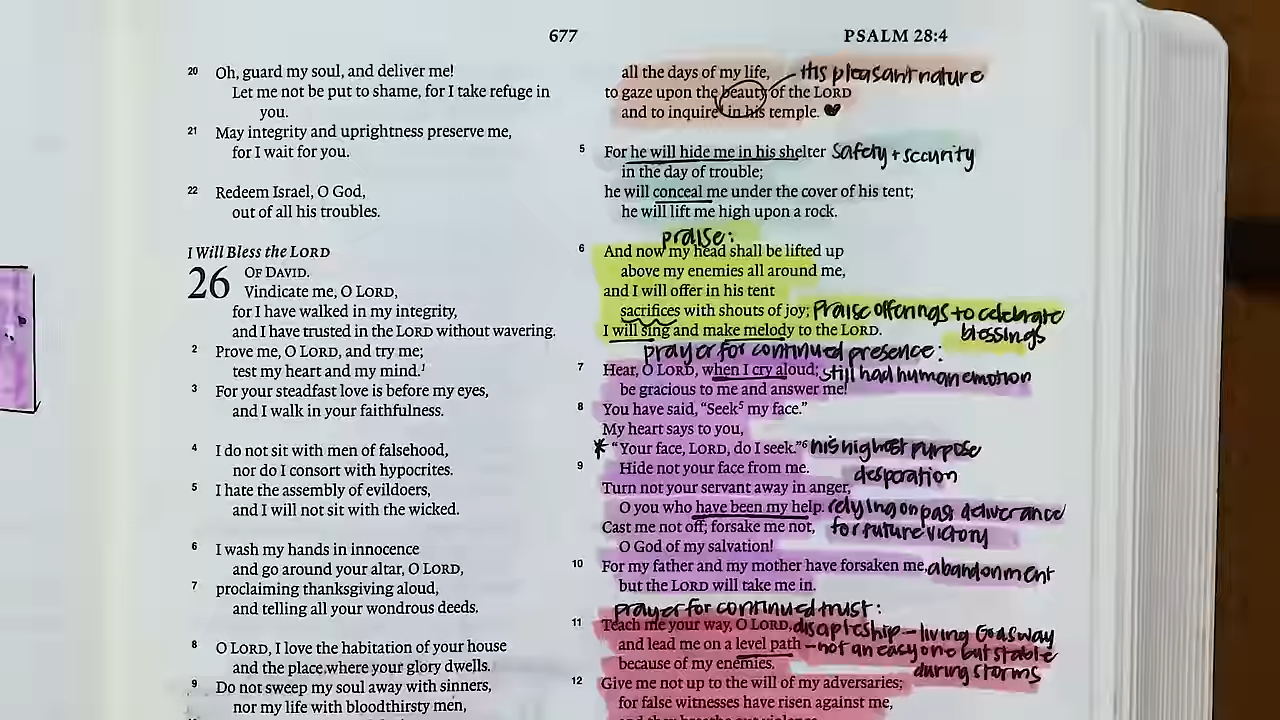 677
PSALM 28:4
20 Oh, guard my soul, and deliver me!
Let me not be put to shame, for I take refuge in
you.
21 May integrity and uprightness preserve me,
for I wait for you.
22 Redeem Israel, O God,
out of all his troubles.
I Will Bless the LORD
26 OF DAVID.
Vindicate me, O LORD,
for I have walked in my integrity,
and I have trusted in the LORD without wavering.
2 Prove me, O LORD, and try me;
test my heart and my mind.¹
3 For your steadfast love is before my eyes,
and I walk in your faithfulness.
4 I do not sit with men of falsehood,
nor do I consort with hypocrites.
5 I hate the assembly of evildoers,
and I will not sit with the wicked.
6 I wash my hands in innocence
and go around your altar, O LORD,
7 proclaiming thanksgiving aloud,
and telling all your wondrous deeds.
8 O LORD, I love the habitation of your house
and the place where your glory dwells.
9 Do not sweep my soul away with sinners,
nor my life with bloodthirsty men,
all the days of my life, His pleasant nature
to gaze upon the beauty of the LORD
and to inquire in his temple. ♥
5 For he will hide me in his shelter Safety + security
in the day of trouble;
he will conceal me under the cover of his tent;
he will lift me high upon a rock.
praise:
6 And now my head shall be lifted up
above my enemies all around me,
and I will offer in his tent
sacrifices with shouts of joy; Praise offerings to celebrate
I will sing and make melody to the LORD. blessings
prayer for continued presence:
7 Hear, O LORD, when I cry aloud; still had human emotion
be gracious to me and answer me!
8 You have said, “Seek⁵ my face.”
My heart says to you,
* “Your face, LORD, do I seek.”⁶ his highest purpose
9 Hide not your face from me. desperation
Turn not your servant away in anger,
O you who have been my help. relying on past deliverance
Cast me not off; forsake me not, for future victory
O God of my salvation!
10 For my father and my mother have forsaken me, abandonment
but the LORD will take me in.
prayer for continued trust:
11 Teach me your way, O LORD, discipleship – living Gods way
and lead me on a level path – not an easy one but stable
because of my enemies. during storms
12 Give me not up to the will of my adversaries;
for false witnesses have risen against me,
and they breathe out violence.